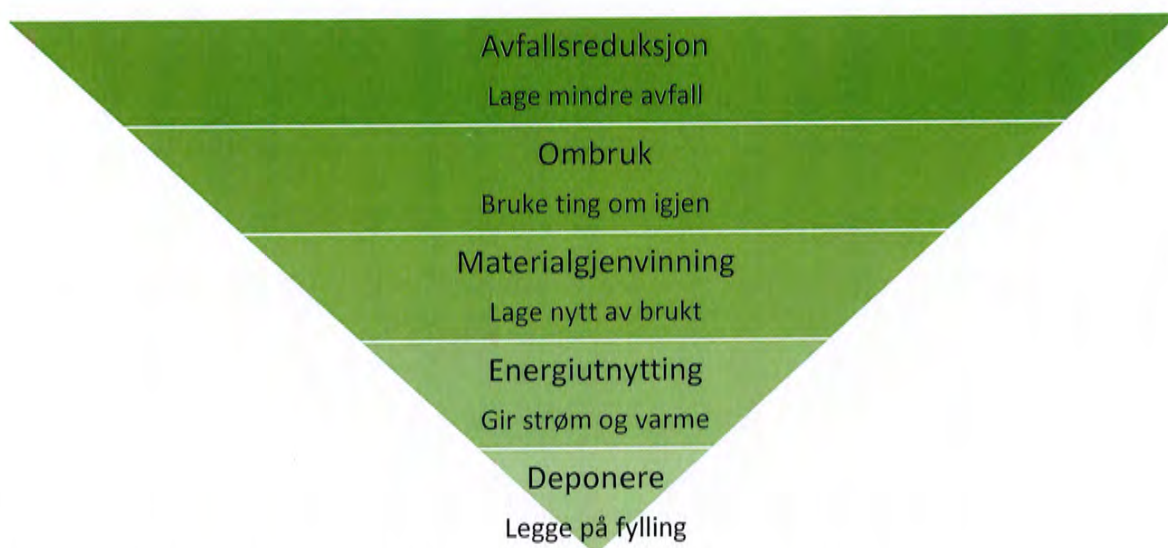 Avfallsreduksjon
Lage mindre avfall
Ombruk
Bruke ting om igjen
Materialgjenvinning
Lage nytt av brukt
Energiutnytting
Gir strøm og varme
Deponere
Legge på fylling